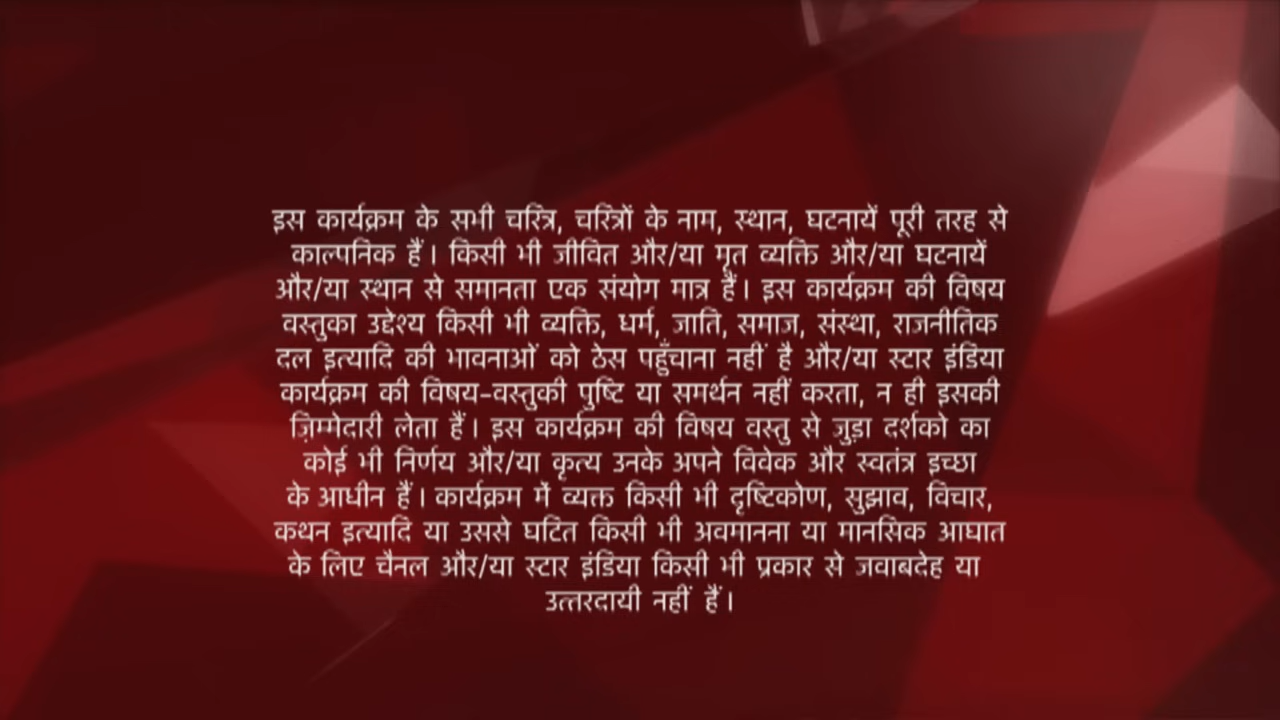 इस कार्यक्रम के सभी चरित्र, चरित्रों के नाम, स्थान, घटनायें पूरी तरह से
काल्पनिक हैं। किसी भी जीवित और/या मृत व्यक्ति और/या घटनायें
और/या स्थान से समानता एक संयोग मात्र हैं। इस कार्यक्रम की विषय
वस्तुका उद्देश्य किसी भी व्यक्ति, धर्म, जाति, समाज, संस्था, राजनीतिक
दल इत्यादि की भावनाओं को ठेस पहुँचाना नहीं है और/या स्टार इंडिया
कार्यक्रम की विषय-वस्तुकी पुष्टि या समर्थन नहीं करता, न ही इसकी
ज़िम्मेदारी लेता हैं। इस कार्यक्रम की विषय वस्तु से जुड़ा दर्शको का
कोई भी निर्णय और/या कृत्य उनके अपने विवेक और स्वतंत्र इच्छा
के आधीन हैं। कार्यक्रम में व्यक्त किसी भी दृष्टिकोण, सुझाव, विचार,
कथन इत्यादि या उससे घटित किसी भी अवमानना या मानसिक आघात
के लिए चैनल और/या स्टार इंडिया किसी भी प्रकार से जवाबदेह या
उत्तरदायी नहीं हैं।